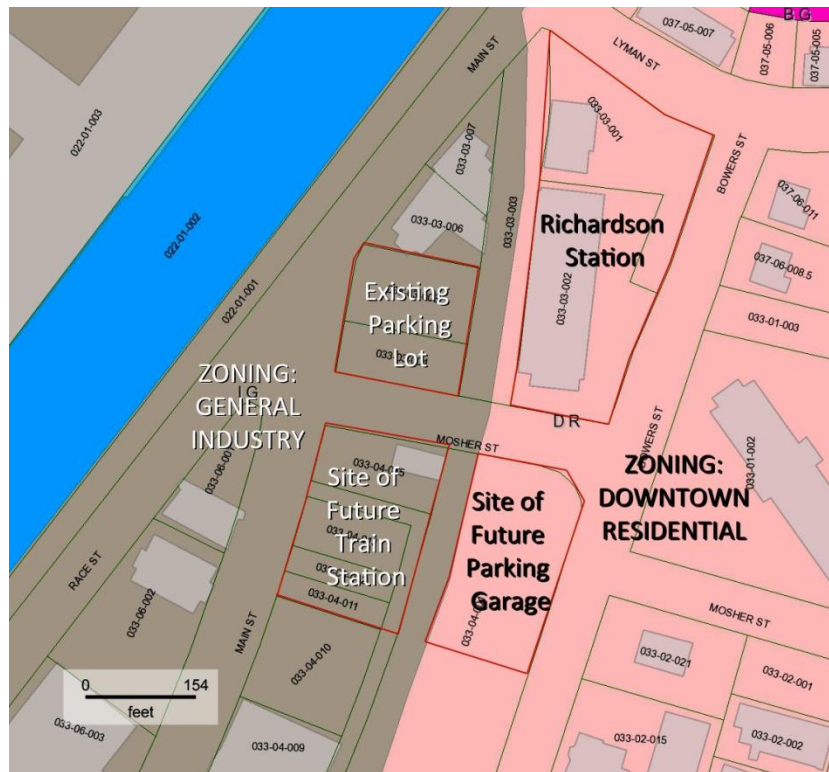 BG
037-05-007
037-05-006
037-05-005
LYMAN ST
MAIN ST
022-01-003
033-03-001
033-03-007
BOWERS ST
022-01-002
037-06-011
033-03-006
033-03-003
Richardson
Station
037-06-008.5
022-01-001
Existing
Parking
Lot
033-03-002
033-01-003
ZONING:
GENERAL
INDUSTRY
IG
DR
BOWERS ST
MOSHER ST
033-01-002
ZONING:
DOWNTOWN
RESIDENTIAL
Site of
Future
Train
Station
Site of
Future
Parking
Garage
033-04-011
RACE ST
033-06-002
MAIN ST
MOSHER ST
033-04-010
033-02-021
033-02-001
0 154
feet
033-06-003
033-04-009
033-02-015
033-02-002